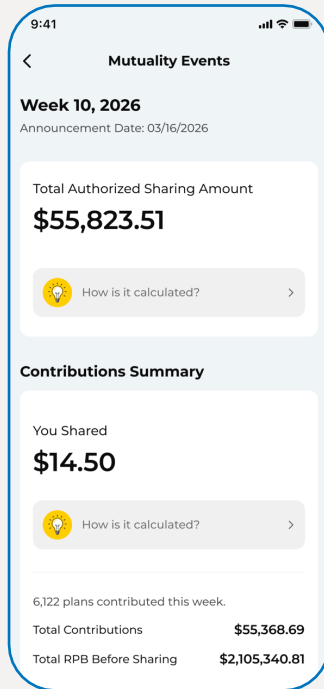 9:41
Mutuality Events
Week 10, 2026
Announcement Date: 03/16/2026
Total Authorized Sharing Amount
$55,823.51
How is it calculated?
Contributions Summary
You Shared
$14.50
How is it calculated?
6,122 plans contributed this week.
Total Contributions $55,368.69
Total RPB Before Sharing $2,105,340.81